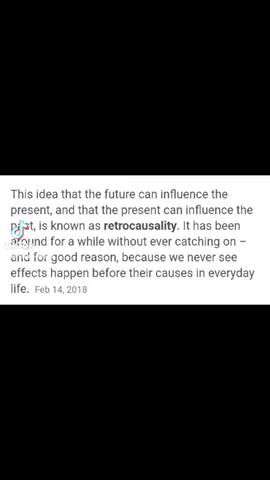 This idea that the future can influence the
present, and that the present can influence the
past, is known as retrocausality. It has been
around for a while without ever catching on –
and for good reason, because we never see
effects happen before their causes in everyday
life. Feb 14, 2018